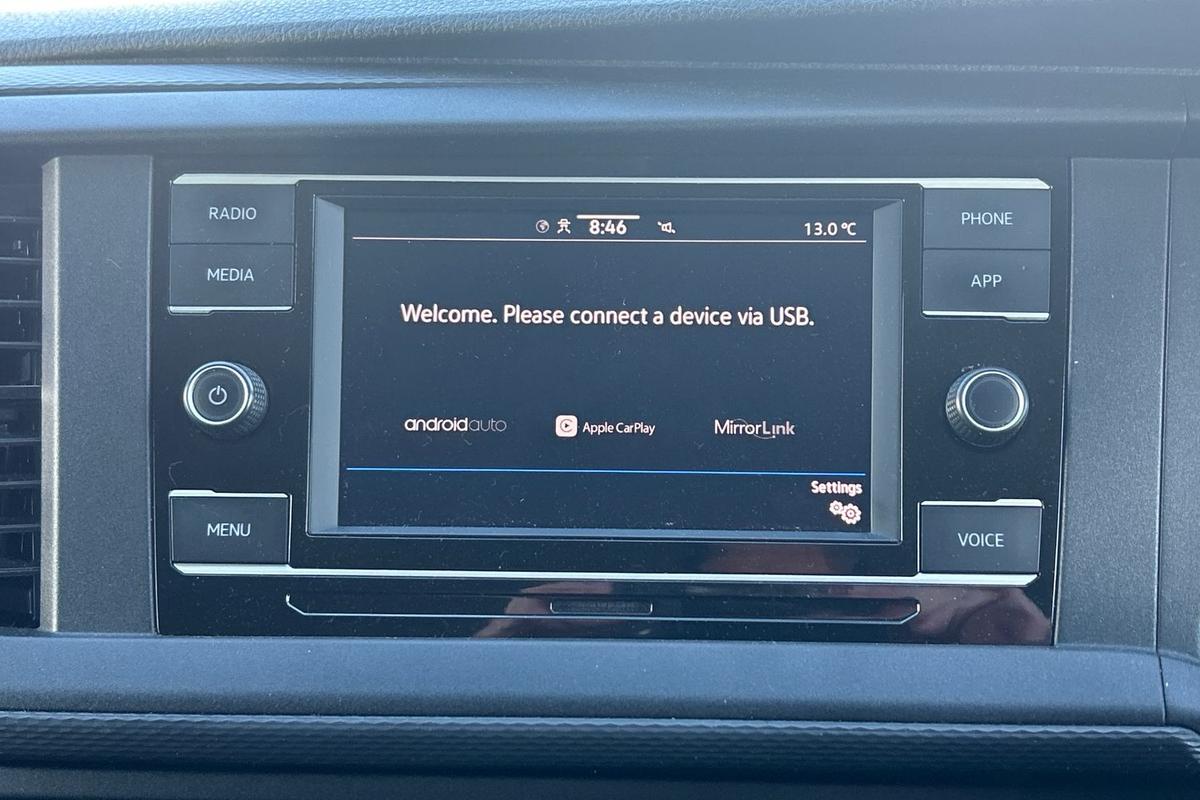 RADIO
MEDIA
8:46
13.0 °C
Welcome. Please connect a device via USB.
androidauto
Apple CarPlay
MirrorLink
Settings
MENU
PHONE
APP
VOICE